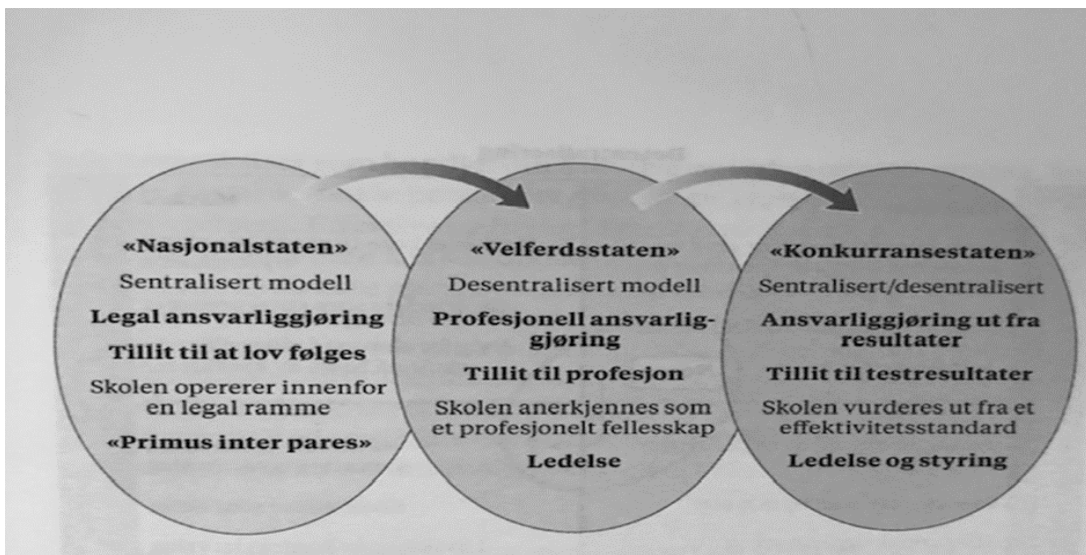 «Nasjonalstaten»
Sentralisert modell
Legal ansvarliggjøring
Tillit til at lov følges
Skolen opererer innenfor
en legal ramme
«Primus inter pares»
«Velferdsstaten»
Desentralisert modell
Profesjonell ansvarlig-
gjøring
Tillit til profesjon
Skolen anerkjennes som
et profesjonelt fellesskap
Ledelse
«Konkurransestaten»
Sentralisert/desentralisert
Ansvarliggjøring ut fra
resultater
Tillit til testresultater
Skolen vurderes ut fra et
effektivitetsstandard
Ledelse og styring